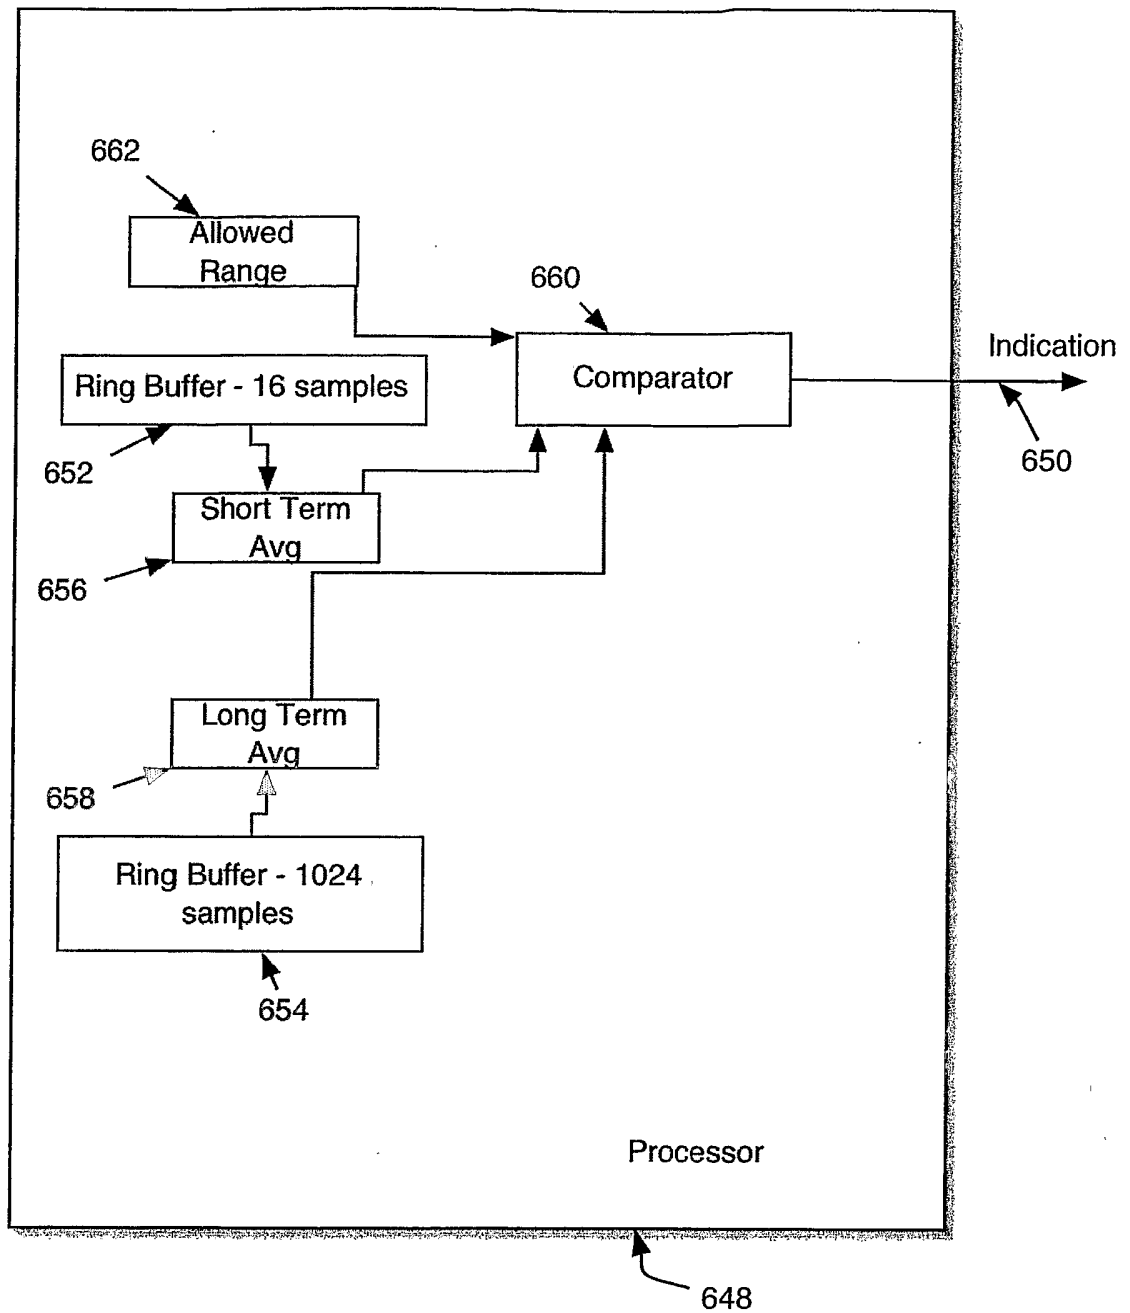 662
Allowed
Range
660
Indication
Comparator
Ring Buffer - 16 samples
652
650
Short Term
Avg
656
Long Term
Avg
658
Ring Buffer - 1024
samples
654
Processor
648